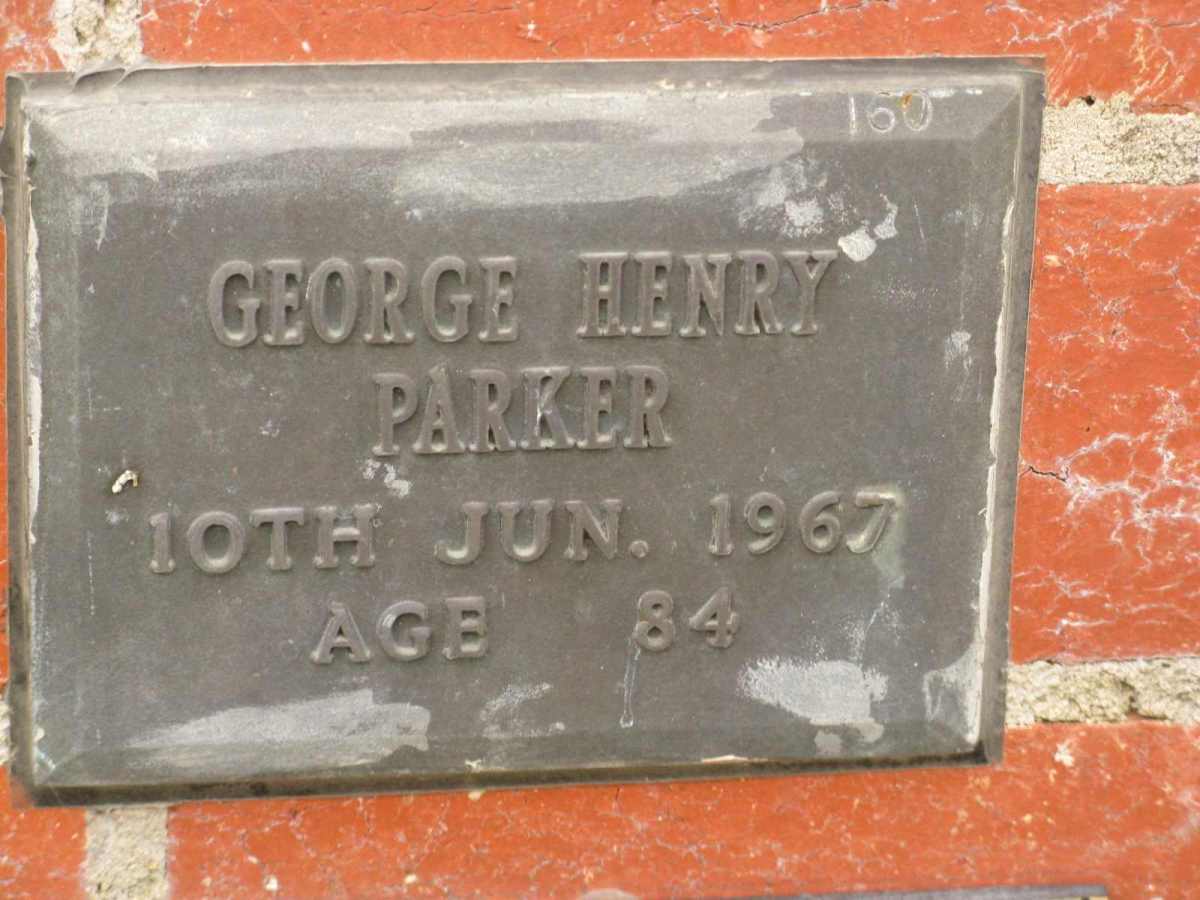 160
GEORGE HENRY
PARKER
10TH JUN. 1967
AGE 84